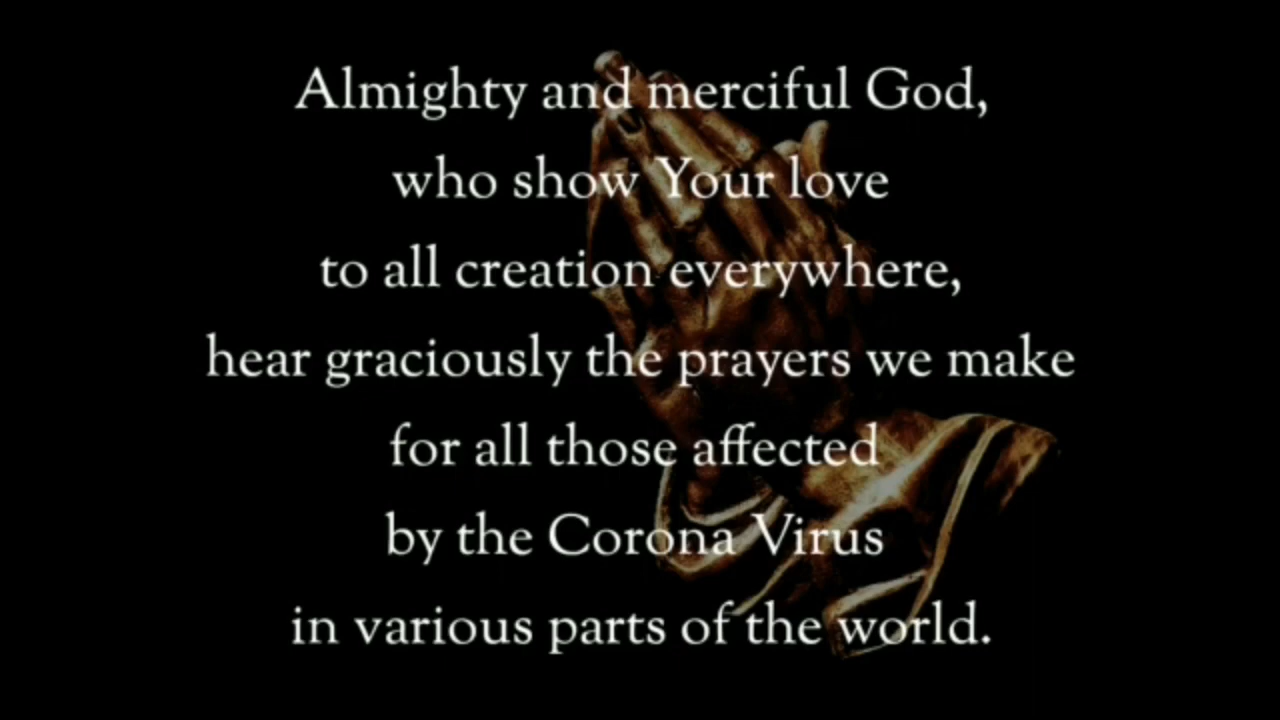 Almighty and merciful God,
who show Your love
to all creation everywhere,
hear graciously the prayers we make
for all those affected
by the Corona Virus
in various parts of the world.